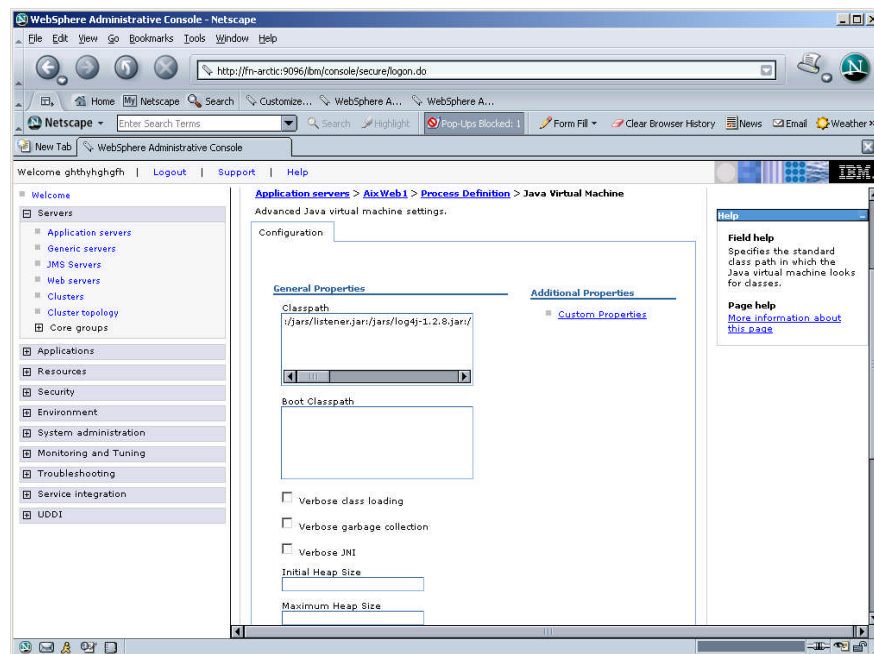 WebSphere Administrative Console - Netscape
File Edit View Go Bookmarks Tools Window Help
http://fn-arctic:9096/ibm/console/secure/logon.do
Home My Netscape Search Customize... WebSphere A... WebSphere A...
Netscape Enter Search Terms Search Highlight Pop-Ups Blocked: 1 Form Fill Clear Browser History News Email Weather
New Tab WebSphere Administrative Console
Welcome ghthyhghgfh | Logout | Support | Help
IBM
Welcome
Servers
Application servers
Generic servers
JMS Servers
Web servers
Clusters
Cluster topology
Core groups
Applications
Resources
Security
Environment
System administration
Monitoring and Tuning
Troubleshooting
Service integration
UDDI
Application servers > AixWeb1 > Process Definition > Java Virtual Machine
Advanced Java virtual machine settings.
Configuration
General Properties
Classpath
:/jars/listener.jar:/jars/log4j-1.2.8.jar:/
Boot Classpath
Verbose class loading
Verbose garbage collection
Verbose JNI
Initial Heap Size
Maximum Heap Size
Additional Properties
Custom Properties
Help
Field help
Specifies the standard
class path in which the
Java virtual machine looks
for classes.
Page help
More information about
this page